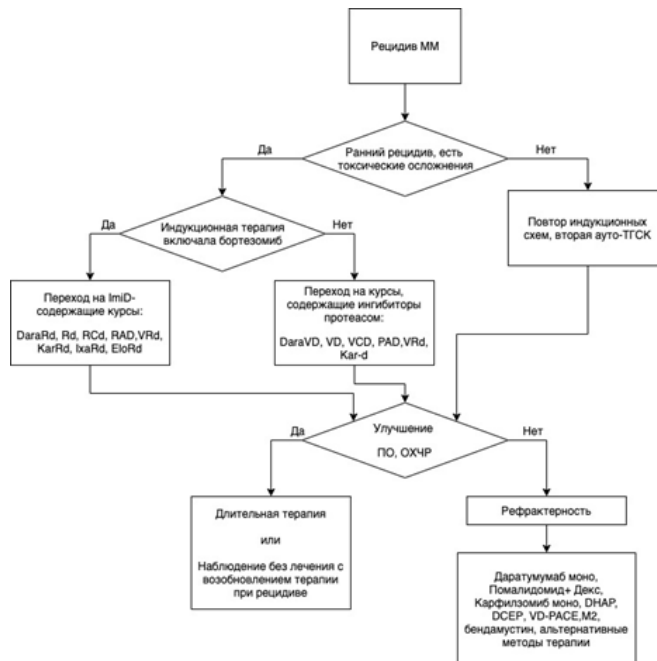 Рецидив ММ
Да
Ранний рецидив, есть
токсические осложнения
Нет
Да
Индукционная терапия
включала бортезомиб
Нет
Повтор индукционных
схем, вторая ауто-ТГСК
Переход на ImiD-
содержащие курсы:
DaraRd, Rd, RCd, RAD,VRd,
KarRd, IxaRd, EloRd
Переход на курсы,
содержащие ингибиторы
протеасом:
DaraVD, VD, VCD, PAD,VRd,
Kar-d
Да
Улучшение
ПО, ОХЧР
Нет
Длительная терапия
или
Наблюдение без лечения с
возобновлением терапии
при рецидиве
Рефрактерность
Даратумумаб моно,
Помалидомид+ Декс,
Карфилзомиб моно, DHAP,
DCEP, VD-PACE,M2,
бендамустин, альтернативные
методы терапии